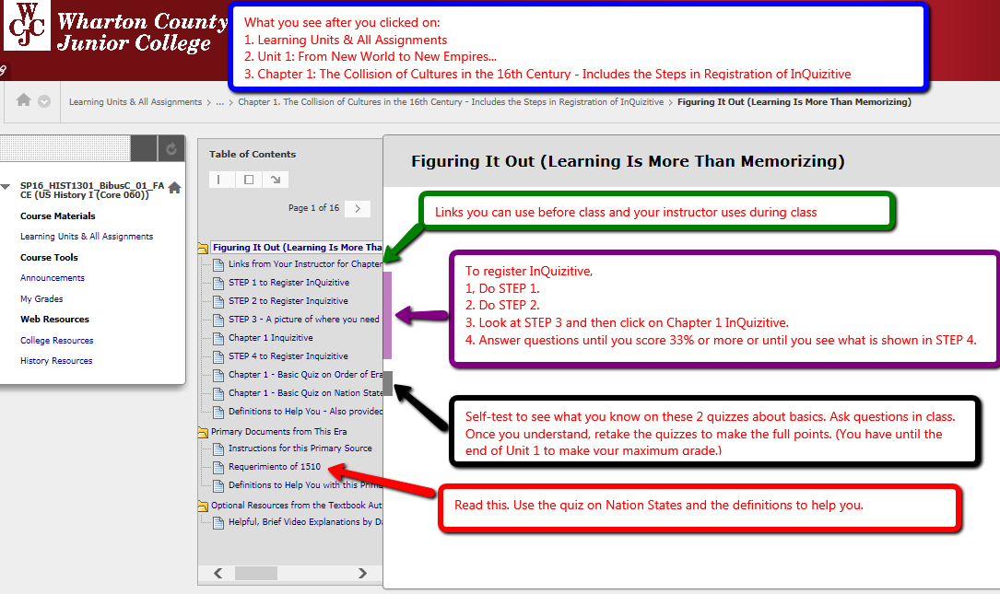 WCJC
Wharton County
Junior College
What you see after you clicked on:
1. Learning Units & All Assignments
2. Unit 1: From New World to New Empires...
3. Chapter 1: The Collision of Cultures in the 16th Century - Includes the Steps in Registration of InQuizitive
9
Learning Units & All Assignments > ... > Chapter 1. The Collision of Cultures in the 16th Century - Includes the Steps in Registration of InQuizitive > Figuring It Out (Learning Is More Than Memorizing)
SP16_HIST1301_BibusC_01_FA
CE (US History I (Core 060))
Course Materials
Learning Units & All Assignments
Course Tools
Announcements
My Grades
Web Resources
College Resources
History Resources
Table of Contents
Page 1 of 16 >
Figuring It Out (Learning Is More Tha
Links from Your Instructor for Chapter
STEP 1 to Register InQuizitive
STEP 2 to Register Inquizitive
STEP 3 - A picture of where you need
Chapter 1 Inquizitive
STEP 4 to Register Inquizitive
Chapter 1 - Basic Quiz on Order of Era
Chapter 1 - Basic Quiz on Nation State
Definitions to Help You - Also provided
Primary Documents from This Era
Instructions for this Primary Source
Requerimiento of 1510
Definitions to Help You with this Prima
Optional Resources from the Textbook Aut
Helpful, Brief Video Explanations by Da
Figuring It Out (Learning Is More Than Memorizing)
Links you can use before class and your instructor uses during class
To register InQuizitive,
1, Do STEP 1.
2. Do STEP 2.
3. Look at STEP 3 and then click on Chapter 1 InQuizitive.
4. Answer questions until you score 33% or more or until you see what is shown in STEP 4.
Self-test to see what you know on these 2 quizzes about basics. Ask questions in class.
Once you understand, retake the quizzes to make the full points. (You have until the
end of Unit 1 to make your maximum grade.)
Read this. Use the quiz on Nation States and the definitions to help you.